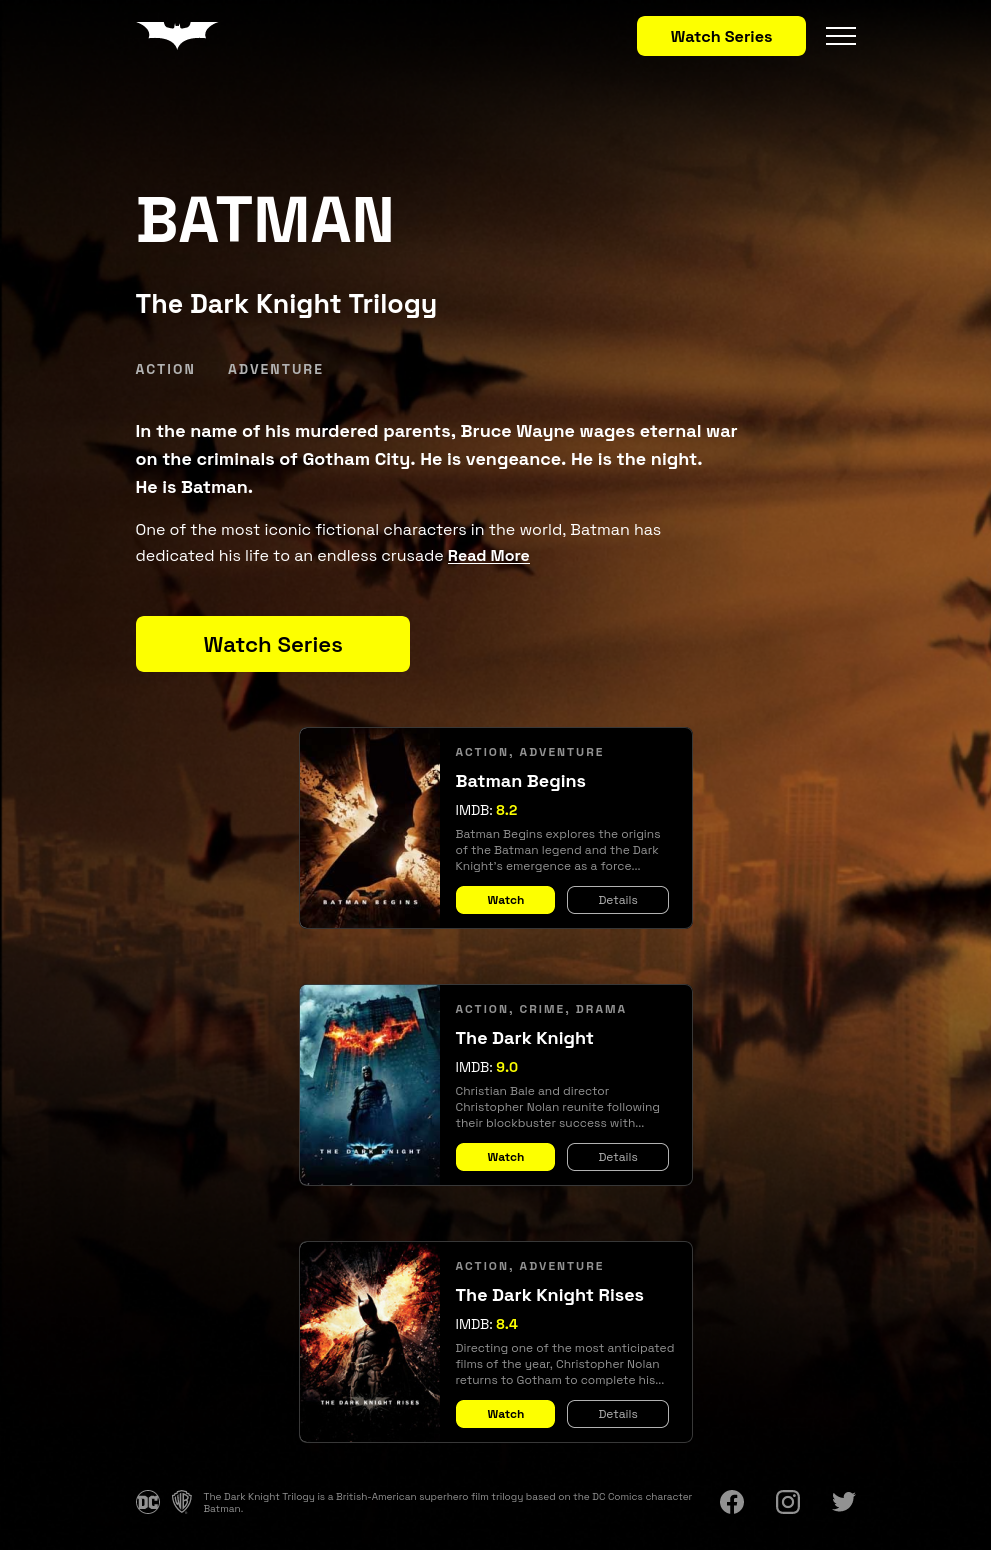 Watch Series
BATMAN
The Dark Knight Trilogy
ACTION ADVENTURE
In the name of his murdered parents, Bruce Wayne wages eternal war
on the criminals of Gotham City. He is vengeance. He is the night.
He is Batman.
One of the most iconic fictional characters in the world, Batman has
dedicated his life to an endless crusade Read More
Watch Series
BATMAN BEGINS
ACTION, ADVENTURE
Batman Begins
IMDB: 8.2
Batman Begins explores the origins
of the Batman legend and the Dark
Knight's emergence as a force...
Watch Details
THE DARK KNIGHT
ACTION, CRIME, DRAMA
The Dark Knight
IMDB: 9.0
Christian Bale and director
Christopher Nolan reunite following
their blockbuster success with...
Watch Details
THE DARK KNIGHT RISES
ACTION, ADVENTURE
The Dark Knight Rises
IMDB: 8.4
Directing one of the most anticipated
films of the year, Christopher Nolan
returns to Gotham to complete his...
Watch Details
DC WB
The Dark Knight Trilogy is a British-American superhero film trilogy based on the DC Comics character
Batman.